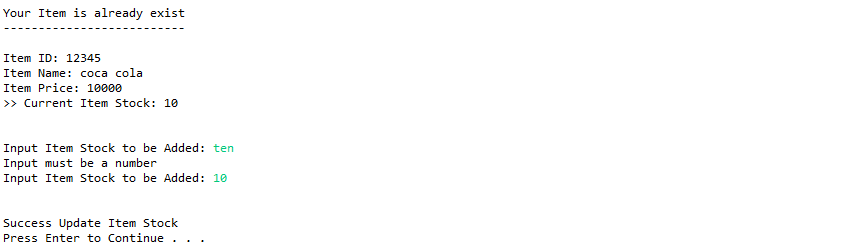 Your Item is already exist
--------------------------
Item ID: 12345
Item Name: coca cola
Item Price: 10000
>> Current Item Stock: 10
Input Item Stock to be Added: ten
Input must be a number
Input Item Stock to be Added: 10
Success Update Item Stock
Press Enter to Continue . . .